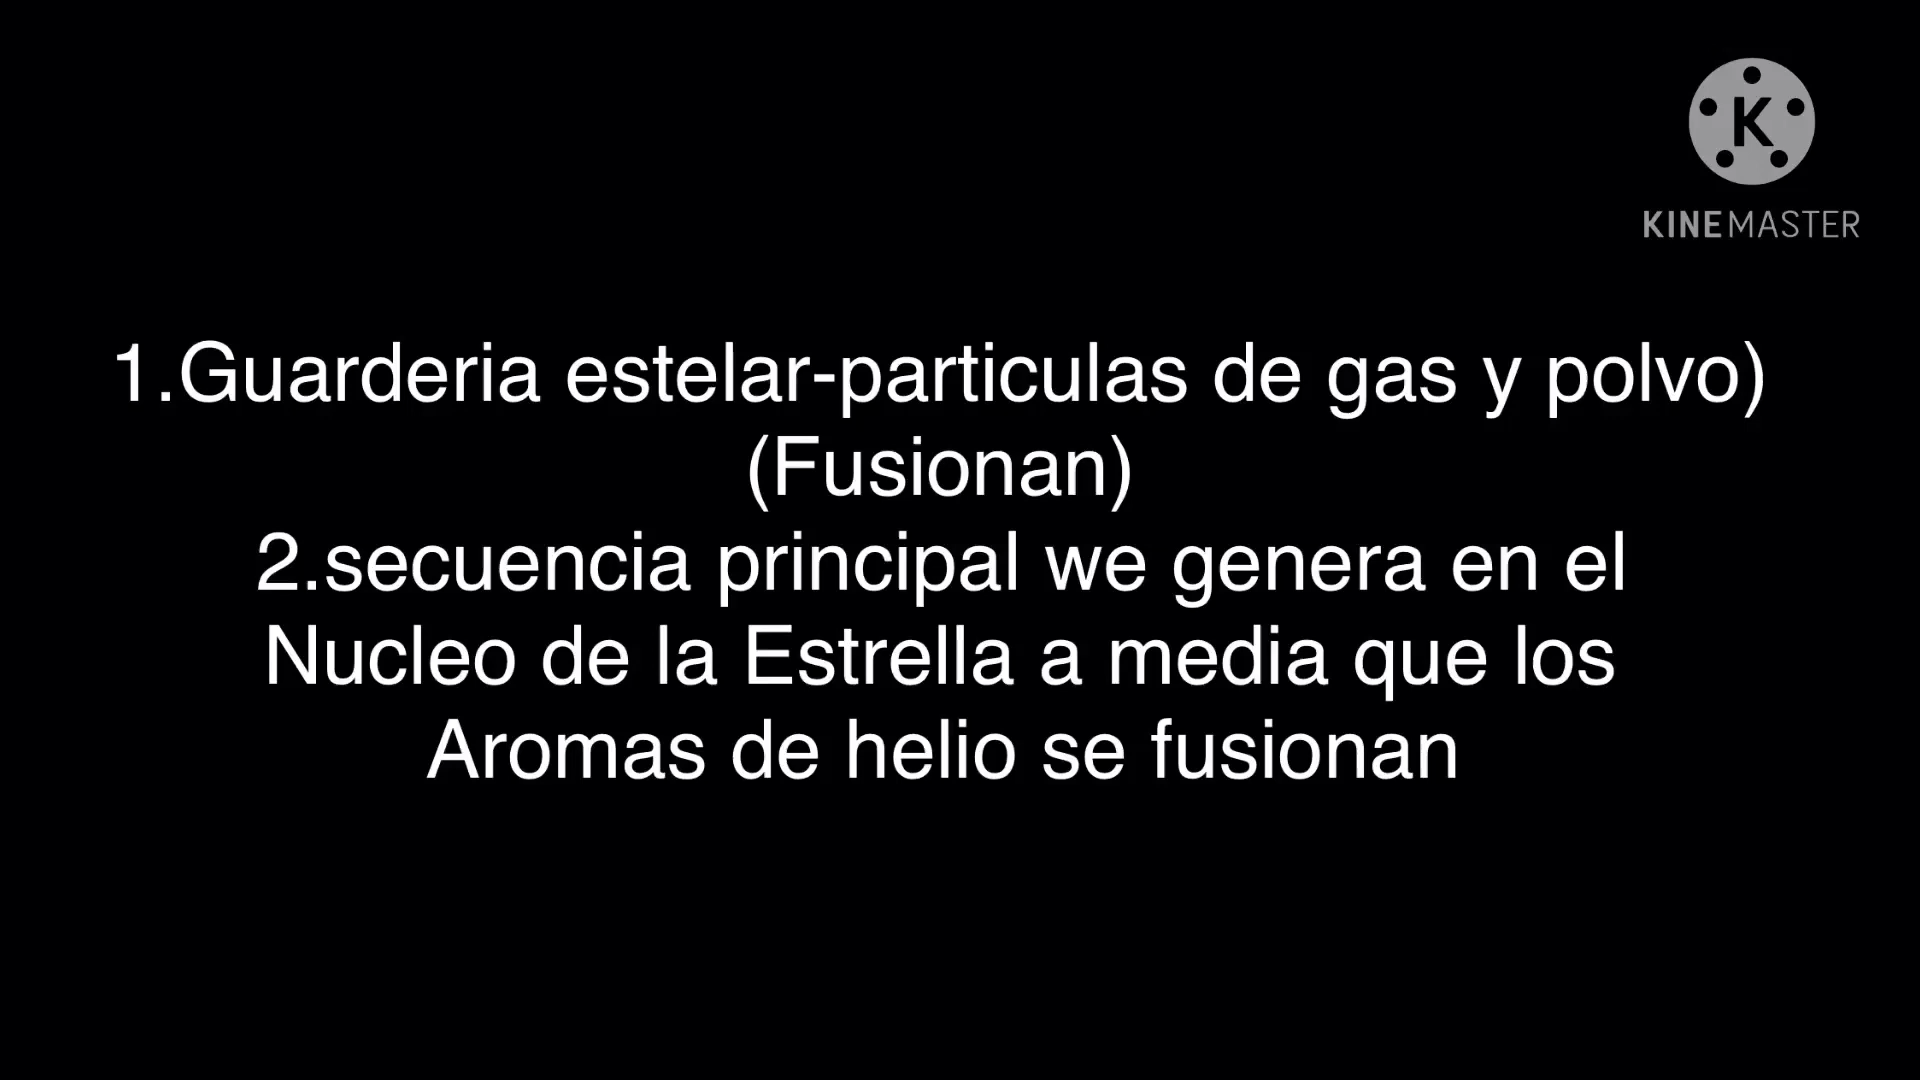 K
KINEMASTER
1.Guarderia estelar-particulas de gas y polvo)
(Fusionan)
2.secuencia principal we genera en el
Nucleo de la Estrella a media que los
Aromas de helio se fusionan